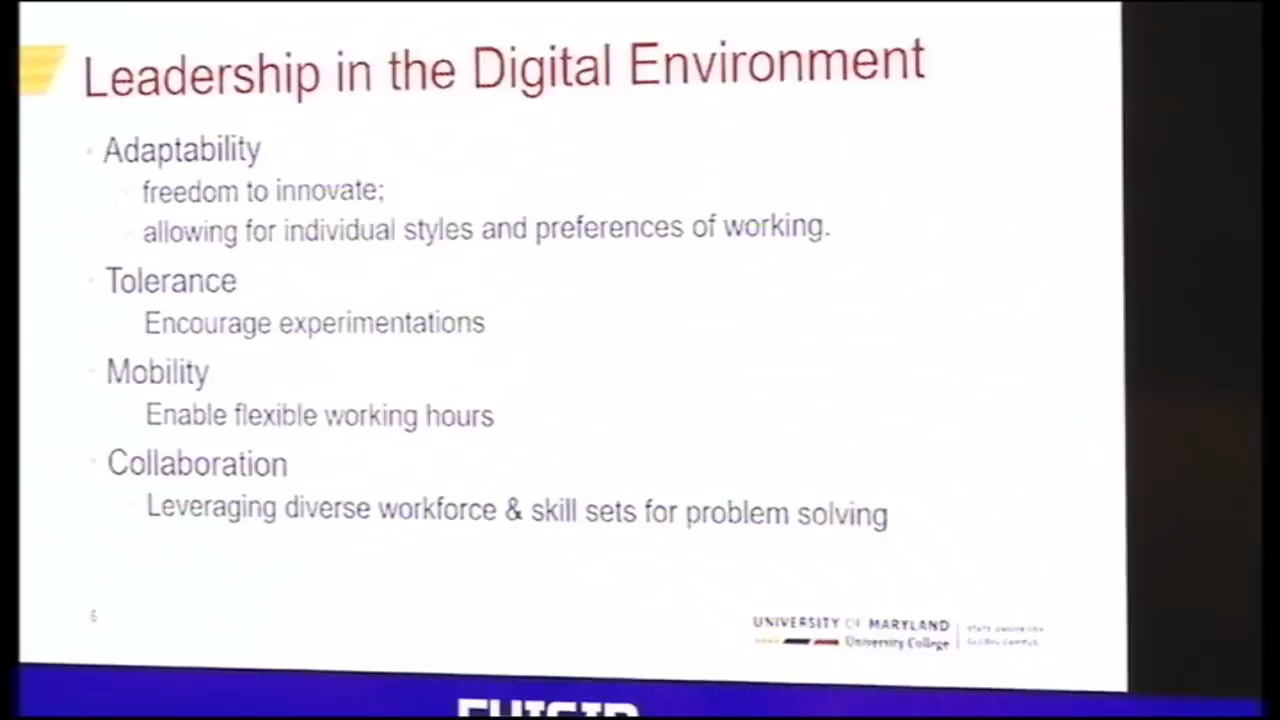 Leadership in the Digital Environment
Adaptability
freedom to innovate;
allowing for individual styles and preferences of working.
Tolerance
Encourage experimentations
Mobility
Enable flexible working hours
Collaboration
Leveraging diverse workforce & skill sets for problem solving
6
UNIVERSITY OF MARYLAND
University College
GLOBAL CAMPUS